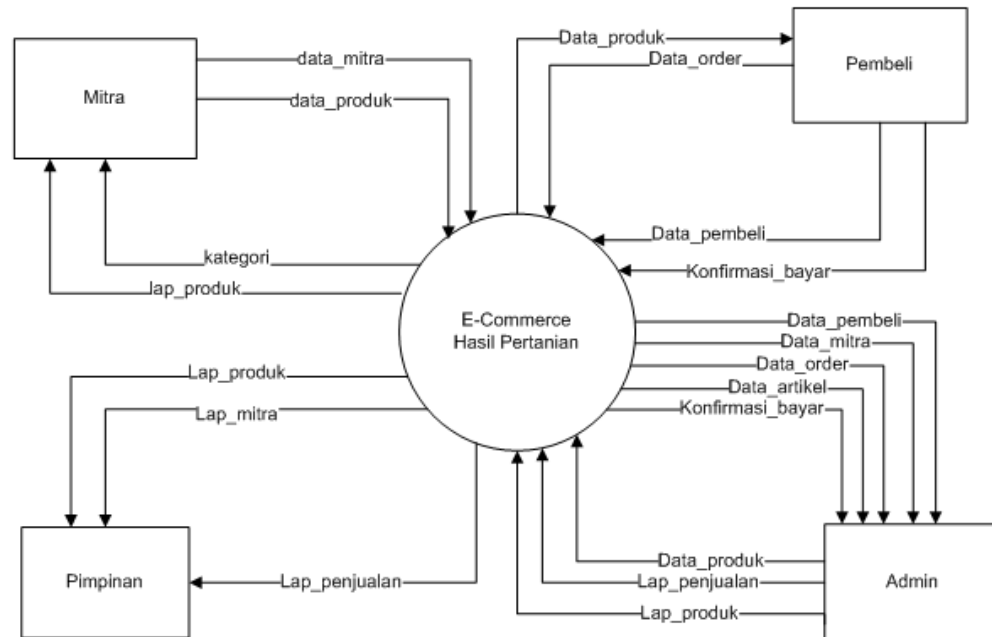 Data_produk
Data_order
Pembeli
data_mitra
data_produk
Mitra
Data_pembeli
Konfirmasi_bayar
kategori
lap_produk
E-Commerce
Hasil Pertanian
Data_pembeli
Data_mitra
Data_order
Data_artikel
Konfirmasi_bayar
Lap_produk
Lap_mitra
Pimpinan
Lap_penjualan
Data_produk
Lap_penjualan
Lap_produk
Admin